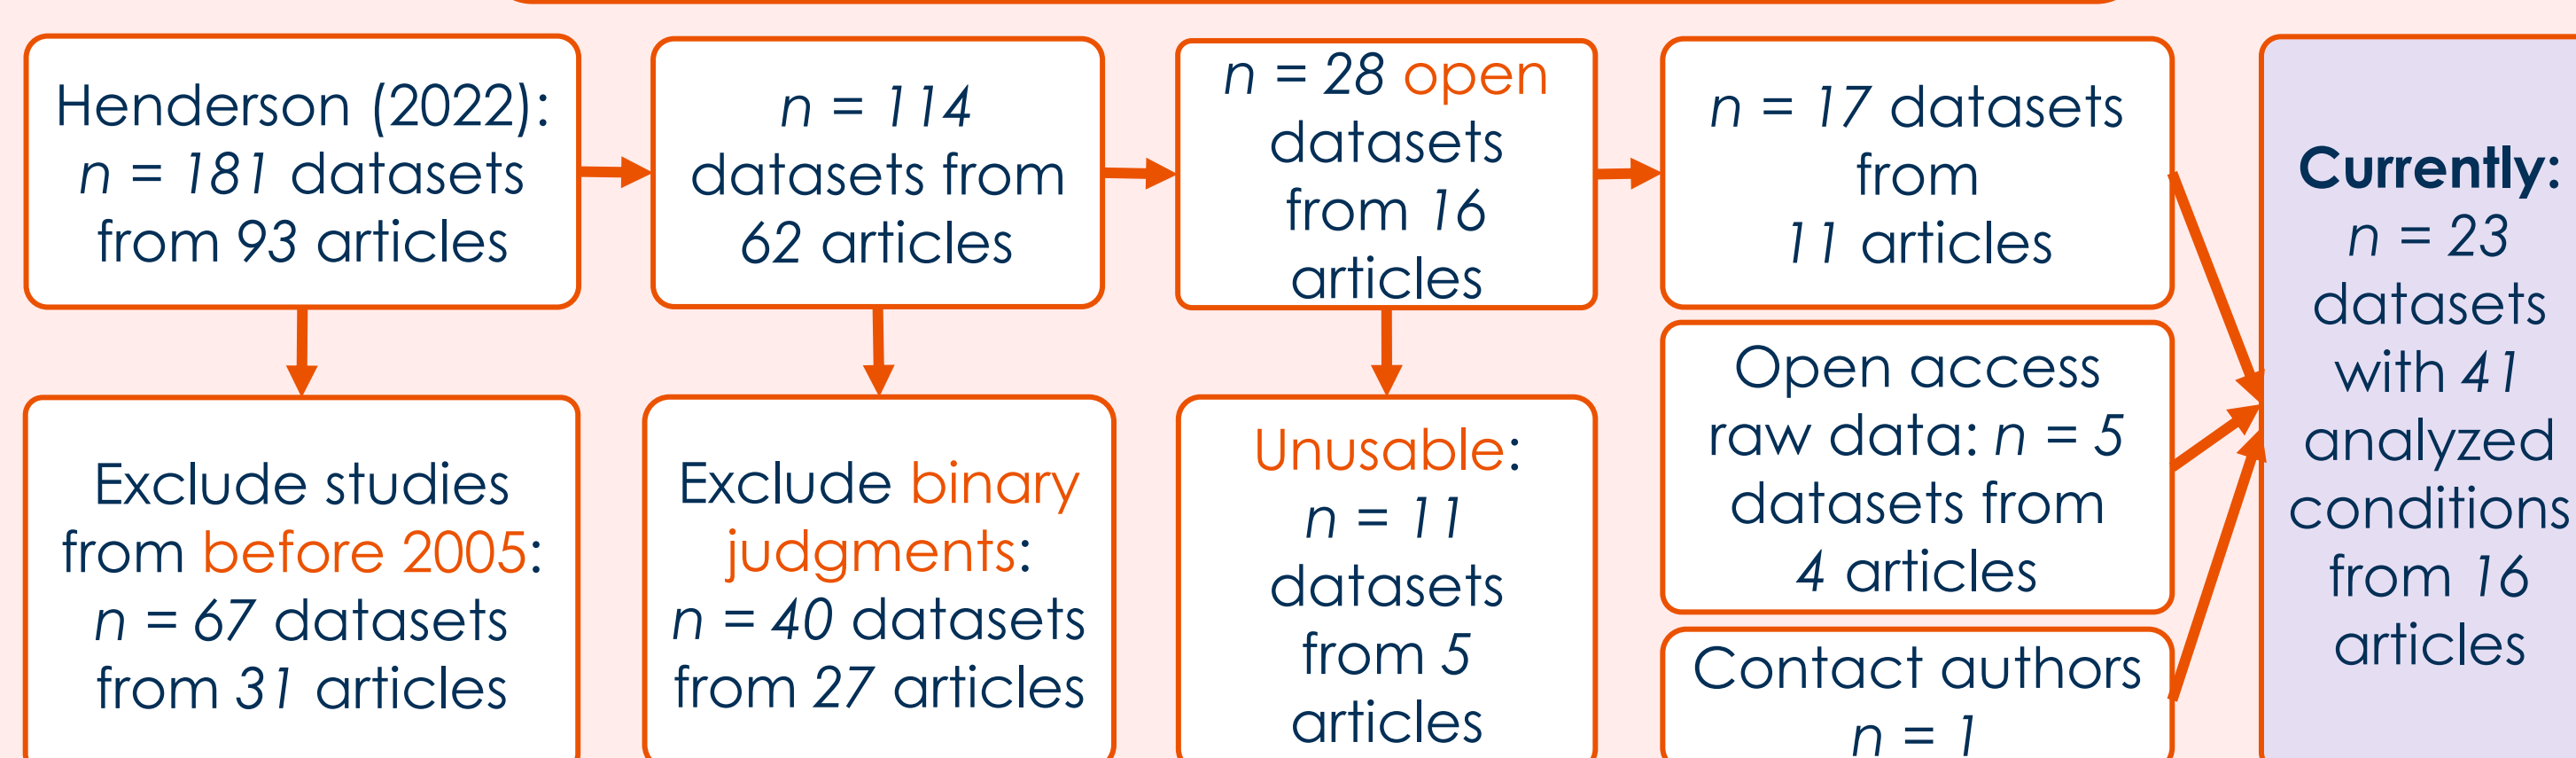 Henderson (2022):
n = 181 datasets
from 93 articles
n = 114
datasets from
62 articles
n = 28 open
datasets
from 16
articles
n = 17 datasets
from
11 articles
Exclude studies
from before 2005:
n = 67 datasets
from 31 articles
Exclude binary
judgments:
n = 40 datasets
from 27 articles
Unusable:
n = 11
datasets
from 5
articles
Open access
raw data: n = 5
datasets from
4 articles
Contact authors
n = 1
Currently:
n = 23
datasets
with 41
analyzed
conditions
from 16
articles